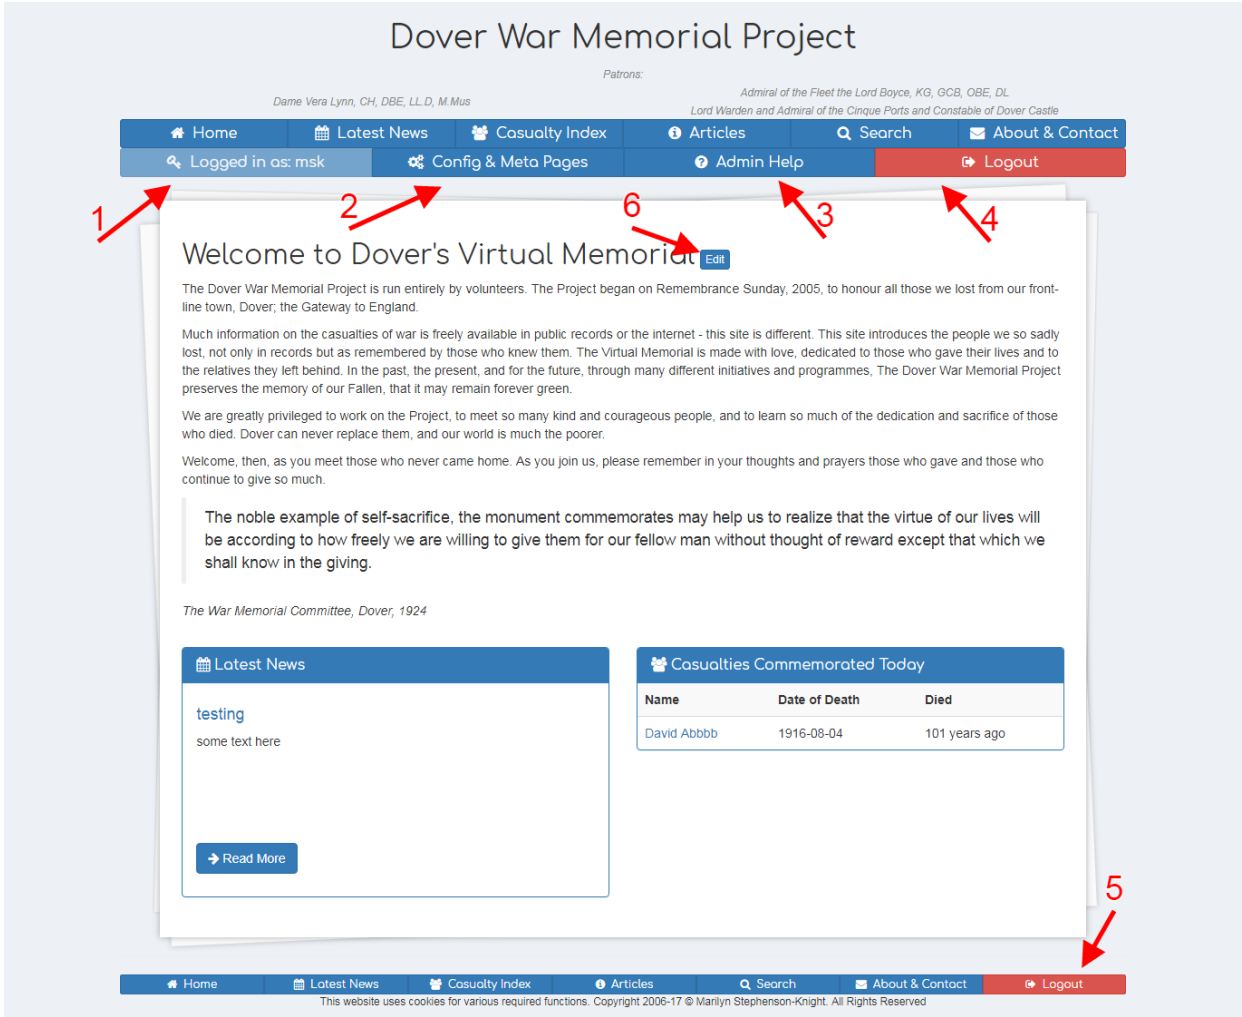 Dover War Memorial Project
Patrons:
Dame Vera Lynn, CH, DBE, LL.D, M.Mus
Admiral of the Fleet the Lord Boyce, KG, GCB, OBE, DL
Lord Warden and Admiral of the Cinque Ports and Constable of Dover Castle
Home Latest News Casualty Index Articles Search About & Contact
Logged in as: msk Config & Meta Pages Admin Help Logout
1 2 6 3 4
Welcome to Dover's Virtual Memorial Edit
The Dover War Memorial Project is run entirely by volunteers. The Project began on Remembrance Sunday, 2005, to honour all those we lost from our front-
line town, Dover; the Gateway to England.
Much information on the casualties of war is freely available in public records or the internet - this site is different. This site introduces the people we so sadly
lost, not only in records but as remembered by those who knew them. The Virtual Memorial is made with love, dedicated to those who gave their lives and to
the relatives they left behind. In the past, the present, and for the future, through many different initiatives and programmes, The Dover War Memorial Project
preserves the memory of our Fallen, that it may remain forever green.
We are greatly privileged to work on the Project, to meet so many kind and courageous people, and to learn so much of the dedication and sacrifice of those
who died. Dover can never replace them, and our world is much the poorer.
Welcome, then, as you meet those who never came home. As you join us, please remember in your thoughts and prayers those who gave and those who
continue to give so much.
The noble example of self-sacrifice, the monument commemorates may help us to realize that the virtue of our lives will
be according to how freely we are willing to give them for our fellow man without thought of reward except that which we
shall know in the giving.
The War Memorial Committee, Dover, 1924
Latest News
testing
some text here
Read More
Casualties Commemorated Today
Name Date of Death Died
David Abbbb 1916-08-04 101 years ago
5
Home Latest News Casualty Index Articles Search About & Contact Logout
This website uses cookies for various required functions. Copyright 2006-17 © Marilyn Stephenson-Knight. All Rights Reserved